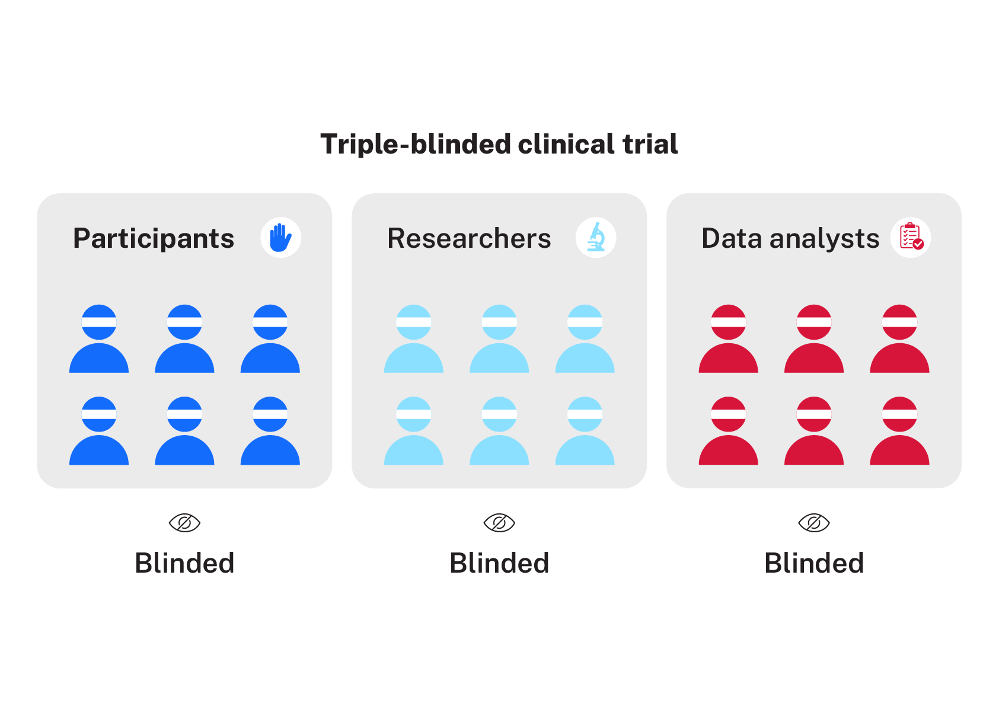 Triple-blinded clinical trial
Participants
Researchers
Data analysts
Blinded
Blinded
Blinded